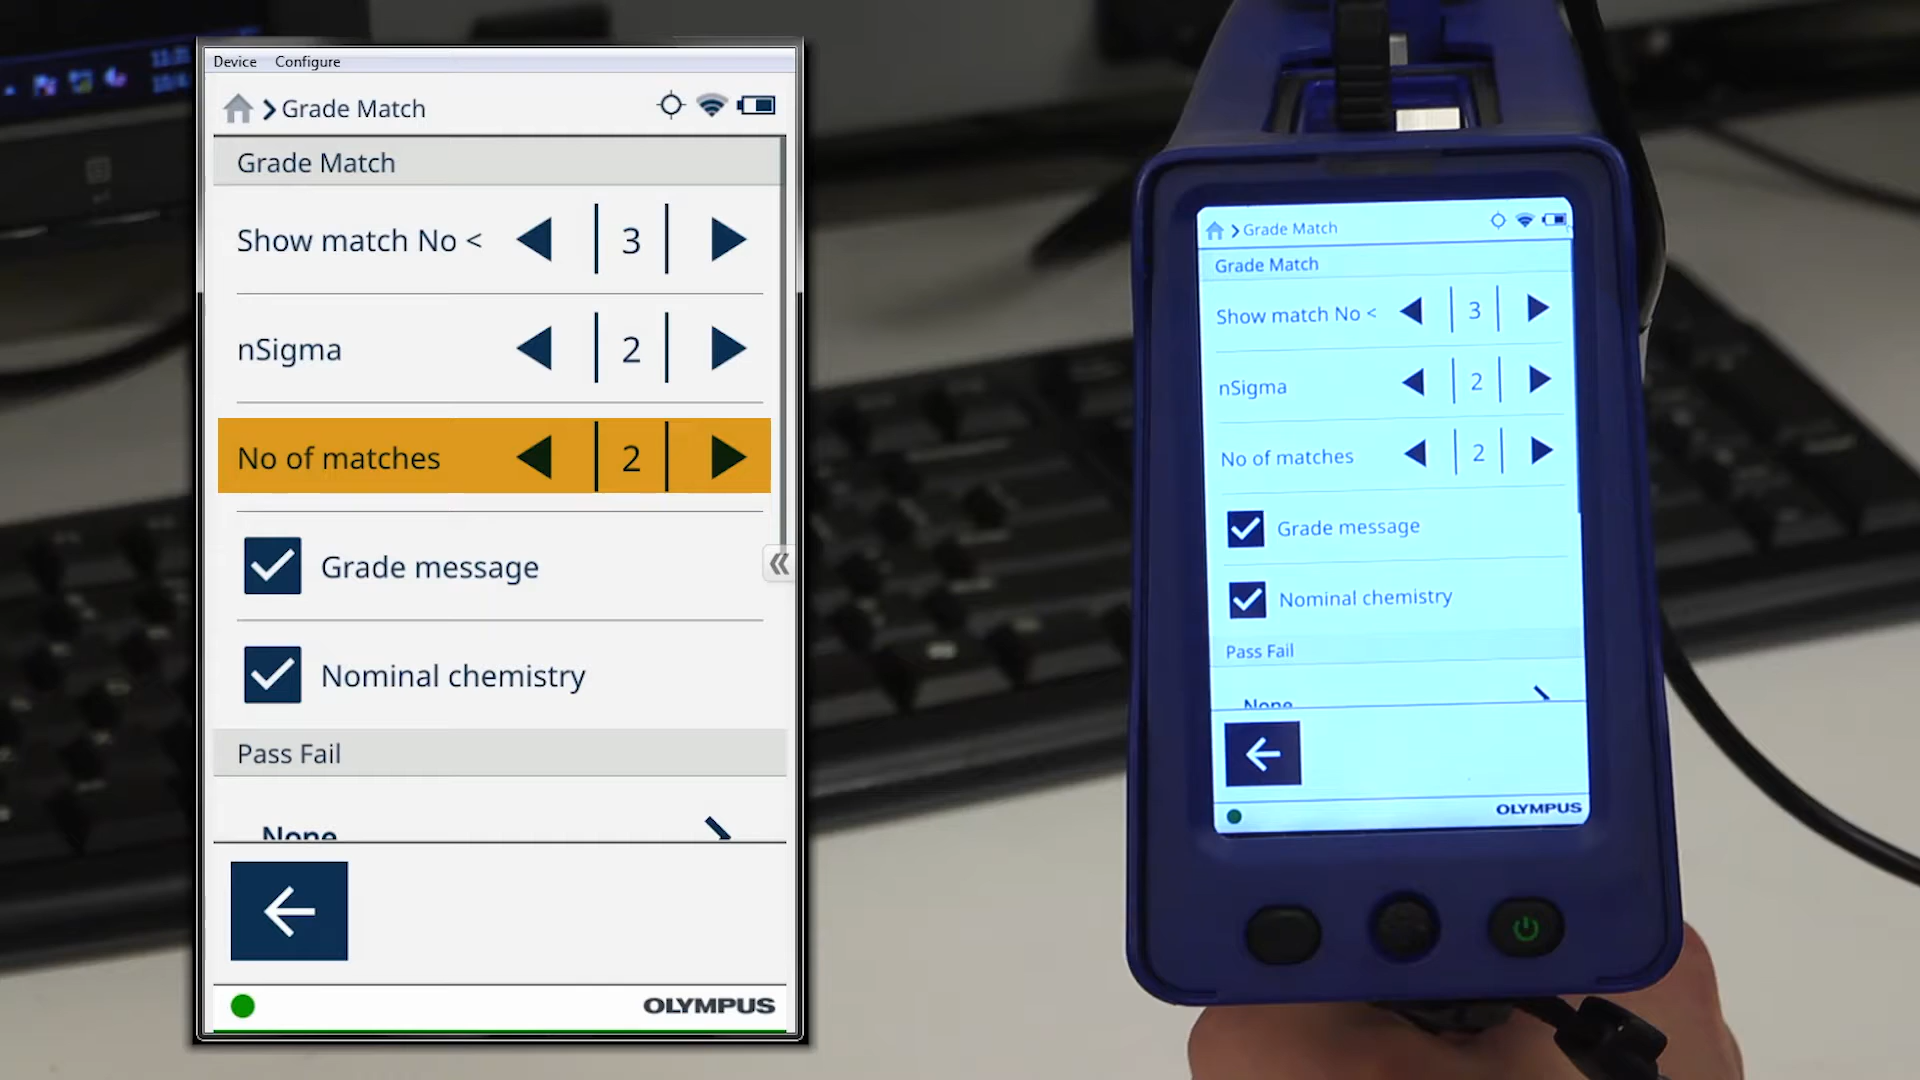 Device Configure
Grade Match
Grade Match
Show match No < 3
nSigma 2
No of matches 2
Grade message
Nominal chemistry
Pass Fail
None
OLYMPUS
Grade Match
Grade Match
Show match No < 3
nSigma 2
No of matches 2
Grade message
Nominal chemistry
Pass Fail
None
OLYMPUS